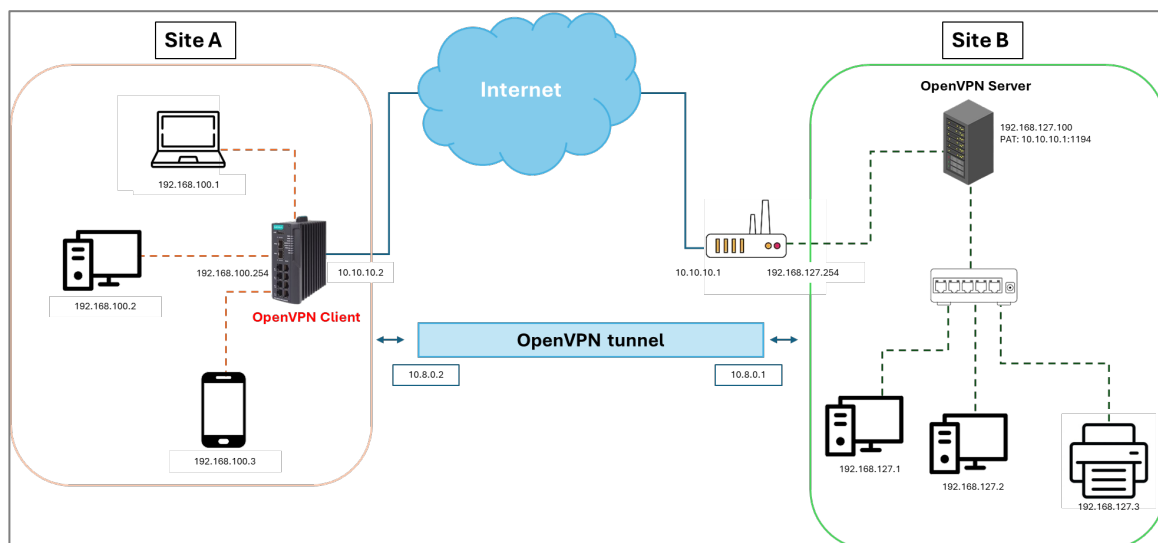 Site A
Site B
Internet
OpenVPN Server
192.168.127.100
PAT: 10.10.10.1:1194
192.168.100.1
192.168.100.254
10.10.10.2
10.10.10.1
192.168.127.254
192.168.100.2
OpenVPN Client
OpenVPN tunnel
10.8.0.2
10.8.0.1
192.168.100.3
192.168.127.1
192.168.127.2
192.168.127.3